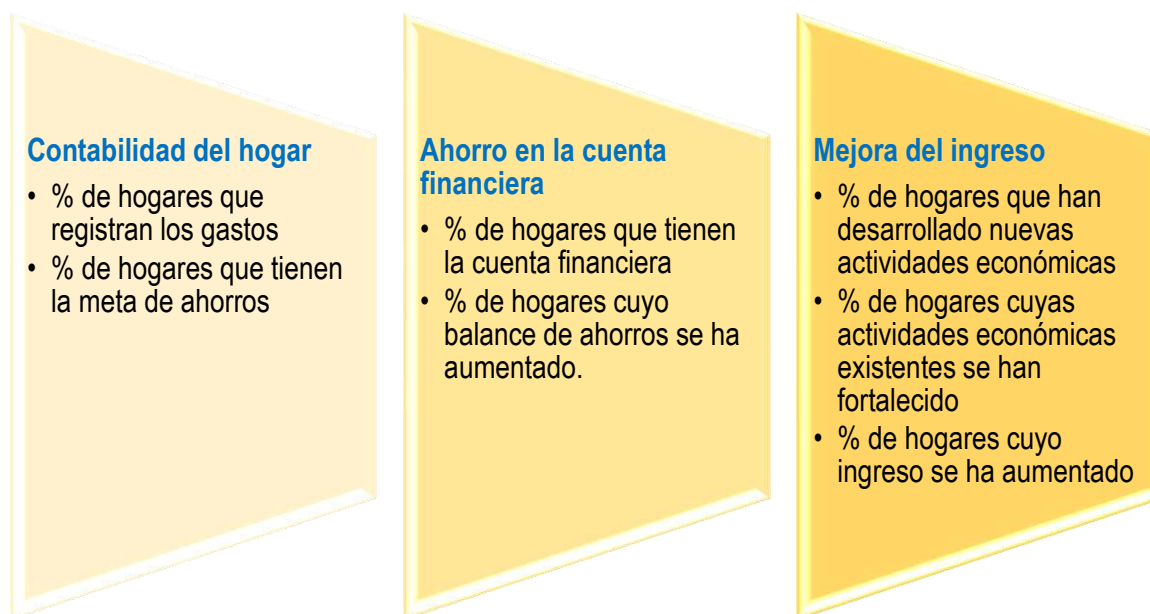 Contabilidad del hogar
• % de hogares que
registran los gastos
• % de hogares que tienen
la meta de ahorros
Ahorro en la cuenta
financiera
• % de hogares que tienen
la cuenta financiera
• % de hogares cuyo
balance de ahorros se ha
aumentado.
Mejora del ingreso
• % de hogares que han
desarrollado nuevas
actividades económicas
• % de hogares cuyas
actividades económicas
existentes se han
fortalecido
• % de hogares cuyo
ingreso se ha aumentado